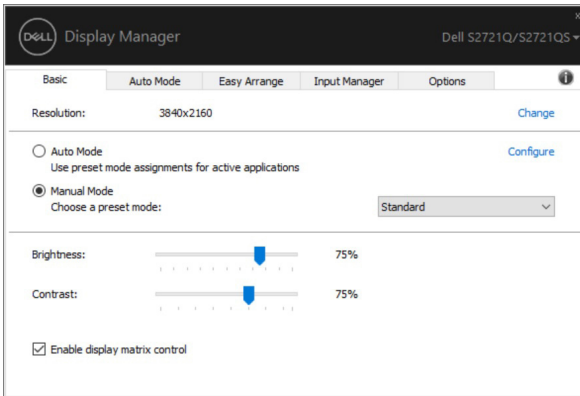 DELL Display Manager
Dell S2721Q/S2721QS
Basic Auto Mode Easy Arrange Input Manager Options
Resolution: 3840x2160 Change
Auto Mode Configure
Use preset mode assignments for active applications
Manual Mode
Choose a preset mode: Standard
Brightness: 75%
Contrast: 75%
Enable display matrix control